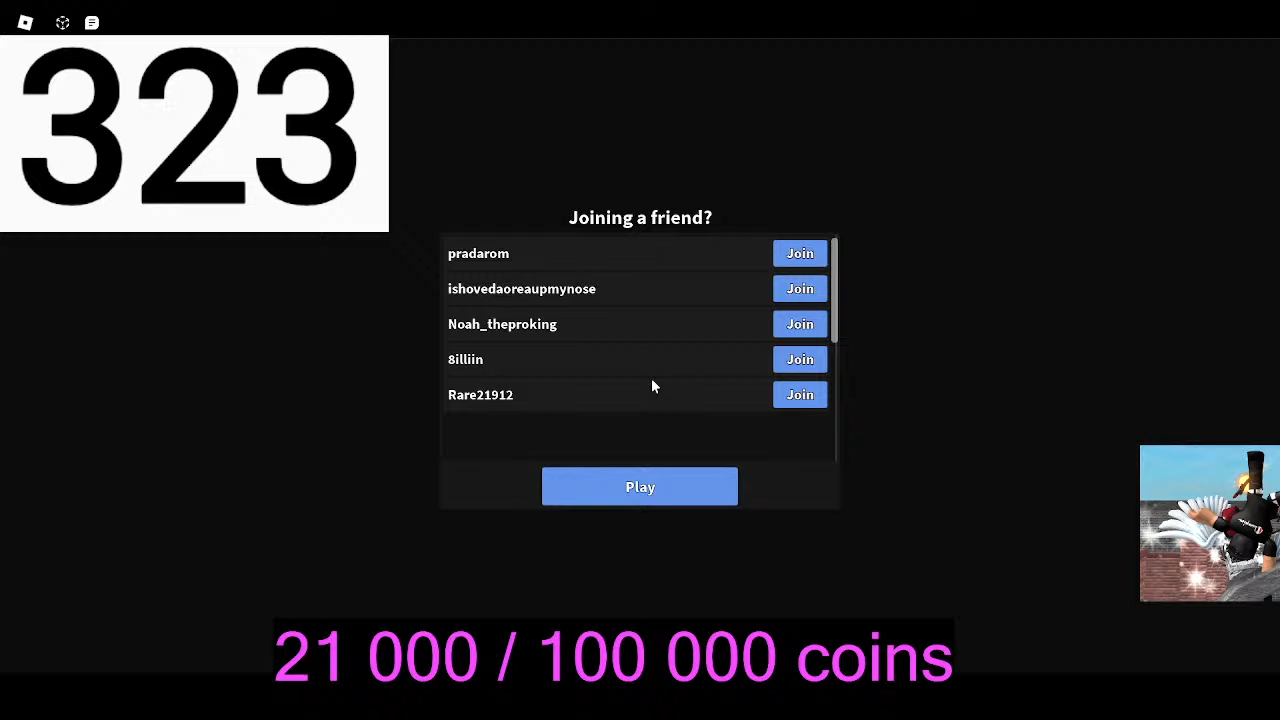 323
Joining a friend?
pradarom Join
ishovedaoreaupmynose Join
Noah_theproking Join
8illiin Join
Rare21912 Join
Play
21 000 / 100 000 coins